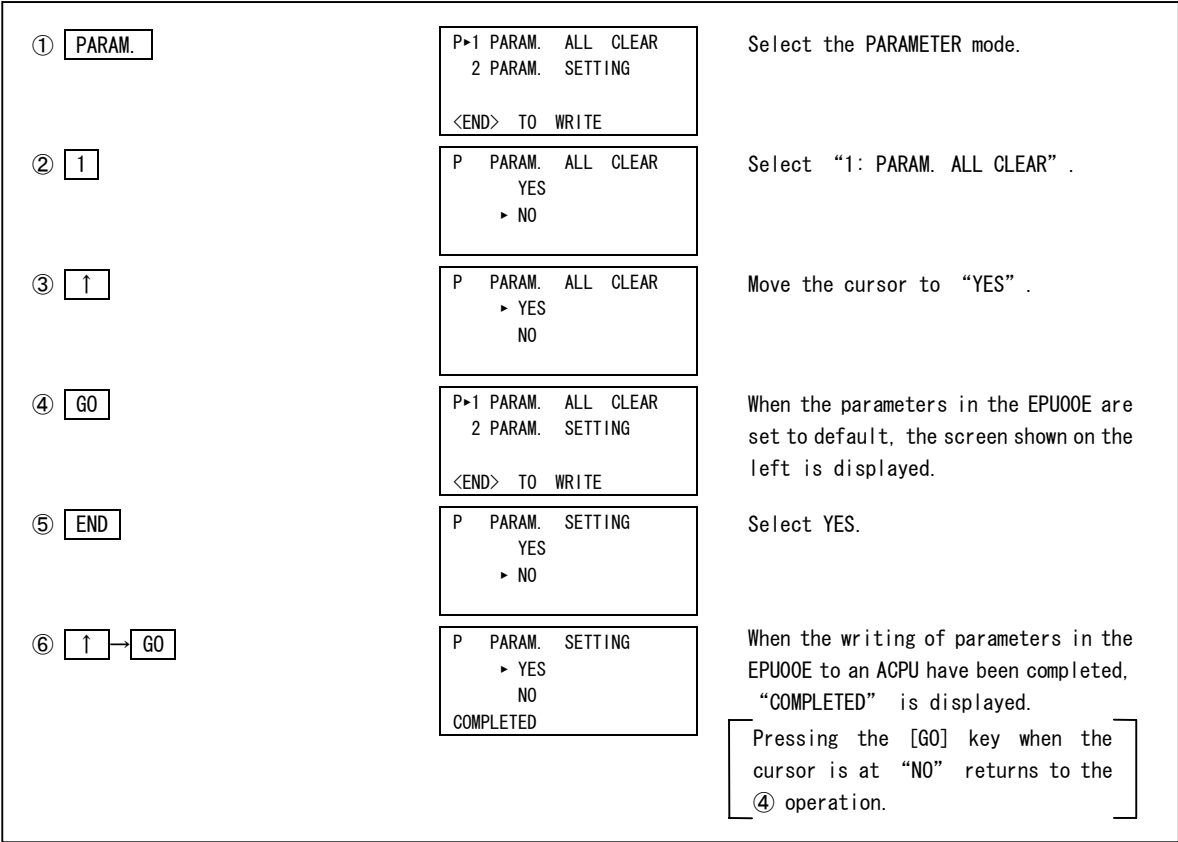 ① PARAM.
P▸1 PARAM. ALL CLEAR
2 PARAM. SETTING
<END> TO WRITE
Select the PARAMETER mode.
② 1
P PARAM. ALL CLEAR
YES
▸ NO
Select “1: PARAM. ALL CLEAR”.
③ ↑
P PARAM. ALL CLEAR
▸ YES
NO
Move the cursor to “YES”.
④ GO
P▸1 PARAM. ALL CLEAR
2 PARAM. SETTING
<END> TO WRITE
When the parameters in the EPU00E are
set to default, the screen shown on the
left is displayed.
⑤ END
P PARAM. SETTING
YES
▸ NO
Select YES.
⑥ ↑ → GO
P PARAM. SETTING
▸ YES
NO
COMPLETED
When the writing of parameters in the
EPU00E to an ACPU have been completed,
“COMPLETED” is displayed.
Pressing the [GO] key when the
cursor is at “NO” returns to the
④ operation.